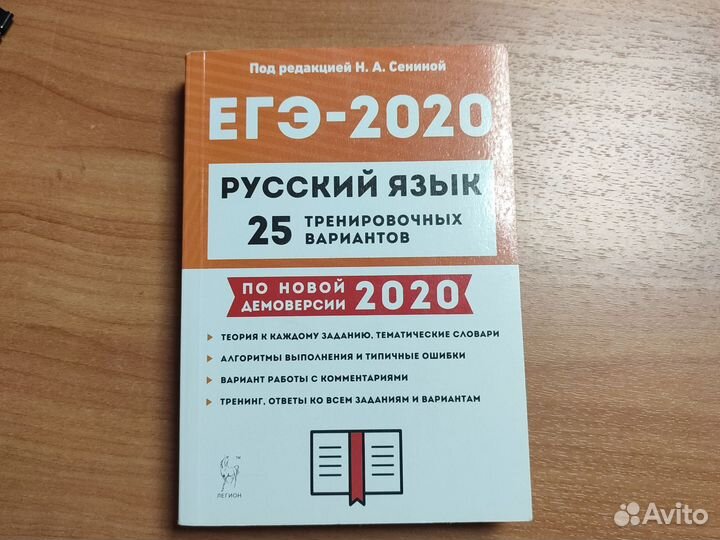 Под редакцией Н. А. Сениной
ЕГЭ-2020
РУССКИЙ ЯЗЫК
25 ТРЕНИРОВОЧНЫХ
ВАРИАНТОВ
ПО НОВОЙ
ДЕМОВЕРСИИ 2020
ТЕОРИЯ К КАЖДОМУ ЗАДАНИЮ, ТЕМАТИЧЕСКИЕ СЛОВАРИ
АЛГОРИТМЫ ВЫПОЛНЕНИЯ И ТИПИЧНЫЕ ОШИБКИ
ВАРИАНТ РАБОТЫ С КОММЕНТАРИЯМИ
ТРЕНИНГ, ОТВЕТЫ КО ВСЕМ ЗАДАНИЯМ И ВАРИАНТАМ
TM
ЛЕГИОН
Avito